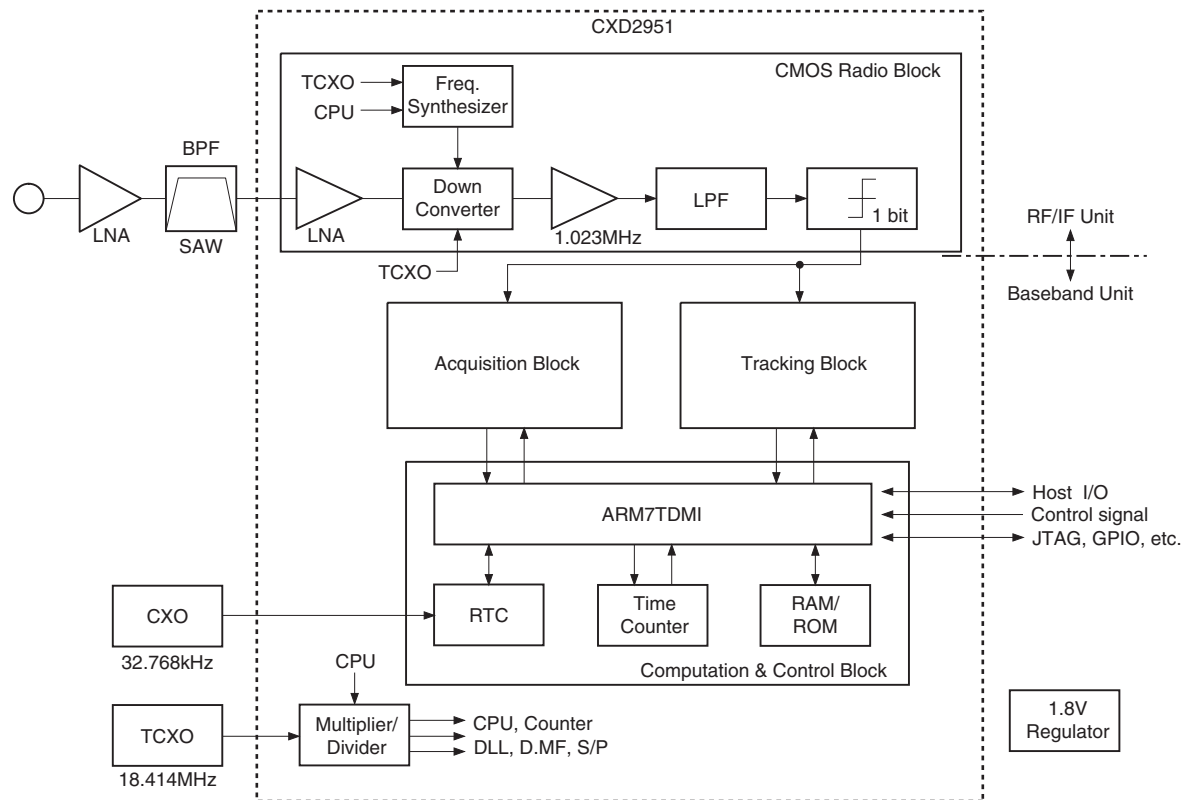 CXD2951
CMOS Radio Block
TCXO
CPU
Freq.
Synthesizer
BPF
LNA
SAW
LNA
Down
Converter
TCXO
1.023MHz
LPF
1 bit
RF/IF Unit
Baseband Unit
Acquisition Block
Tracking Block
ARM7TDMI
Host I/O
Control signal
JTAG, GPIO, etc.
RTC
Time
Counter
RAM/
ROM
Computation & Control Block
CXO
32.768kHz
CPU
TCXO
18.414MHz
Multiplier/
Divider
CPU, Counter
DLL, D.MF, S/P
1.8V
Regulator